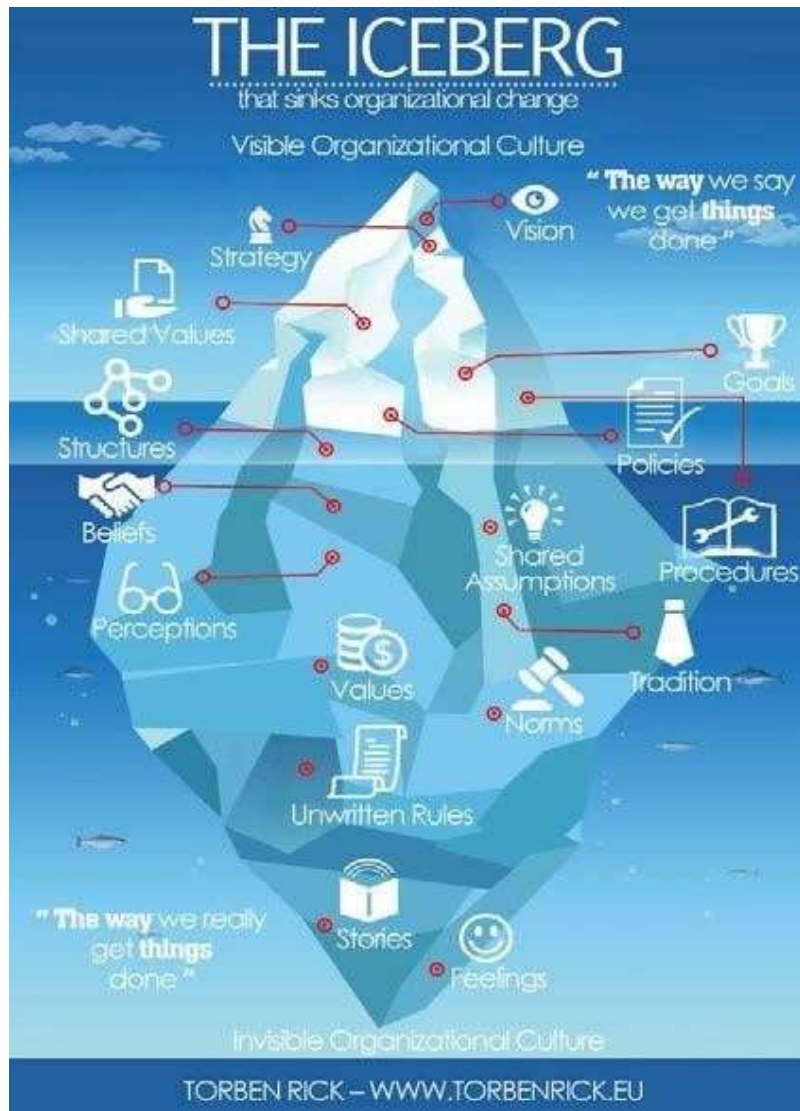 THE ICEBERG
that sinks organizational change
Visible Organizational Culture
" The way we say
we get things
done "
Vision
Strategy
Shared Values
Goals
Structures
Policies
Beliefs
Shared
Assumptions
Procedures
Perceptions
Values
Tradition
Norms
Unwritten Rules
Stories
" The way we really
get things
done "
Feelings
Invisible Organizational Culture
TORBEN RICK – WWW.TORBENRICK.EU